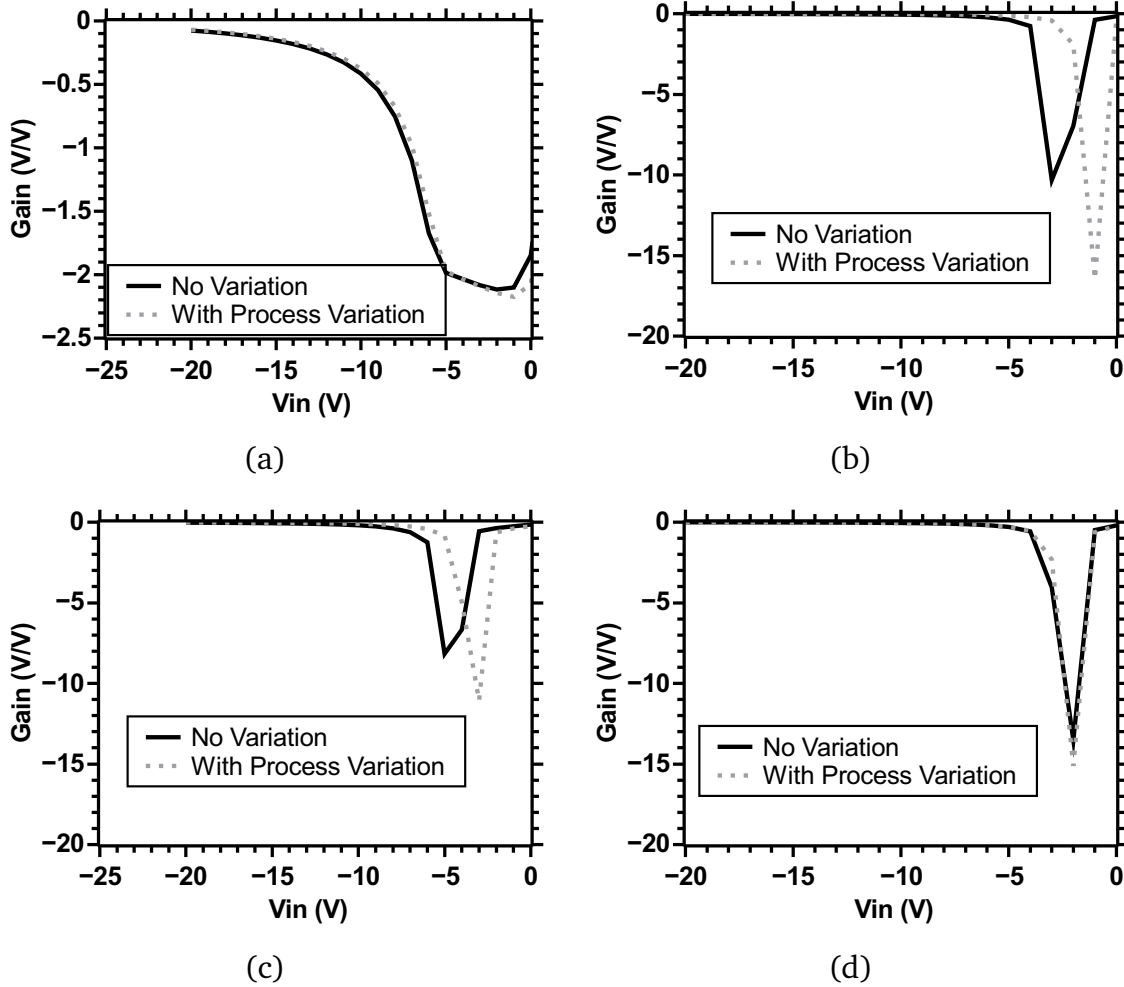 0
−0.5
−1
−1.5
−2
−2.5
Gain (V/V)
No Variation
With Process Variation
−25 −20 −15 −10 −5 0
Vin (V)
(a)
0
−5
−10
−15
−20
Gain (V/V)
No Variation
With Process Variation
−20 −15 −10 −5 0
Vin (V)
(b)
0
−5
−10
−15
−20
Gain (V/V)
No Variation
With Process Variation
−25 −20 −15 −10 −5 0
Vin (V)
(c)
0
−5
−10
−15
−20
Gain (V/V)
No Variation
With Process Variation
−20 −15 −10 −5 0
Vin (V)
(d)